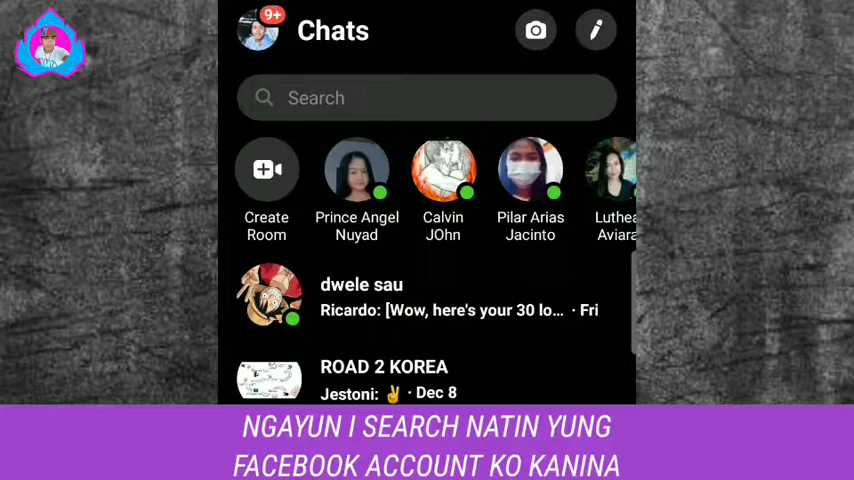 9+
Chats
Search
Create
Room
Prince Angel
Nuyad
Calvin
JOhn
Pilar Arias
Jacinto
Luthea
Aviara
dwele sau
Ricardo: [Wow, here's your 30 lo... · Fri
ROAD 2 KOREA
Jestoni: ✌ · Dec 8
NGAYUN I SEARCH NATIN YUNG
FACEBOOK ACCOUNT KO KANINA